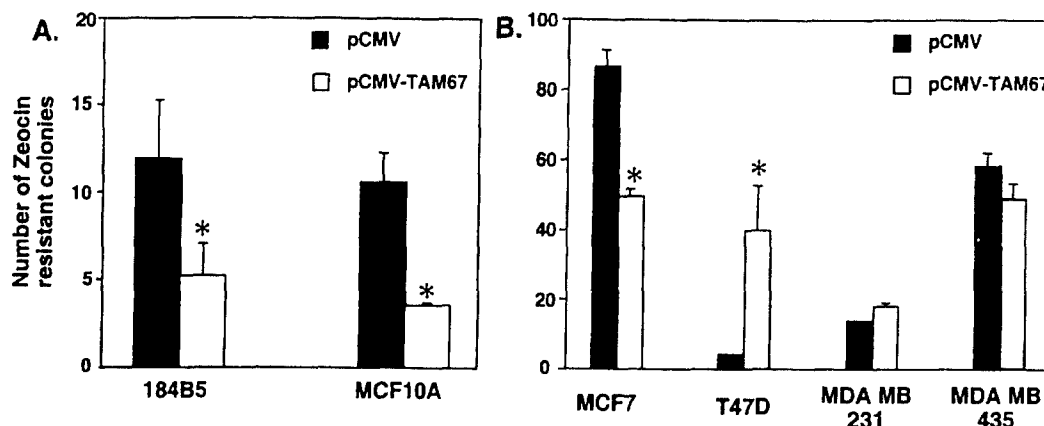 A.
20
15
10
5
0
Number of Zeocin
resistant colonies
pCMV
pCMV-TAM67
*
*
184B5
MCF10A
B.
100
80
60
40
20
0
pCMV
pCMV-TAM67
*
*
MCF7
T47D
MDA MB
231
MDA MB
435